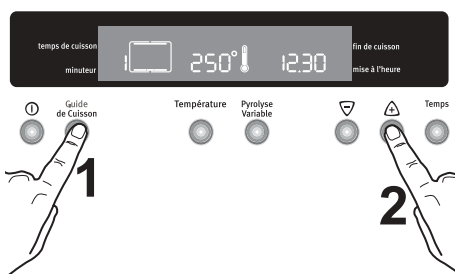 temps de cuisson
fin de cuisson
1 250° 12.30
minuteur
mise à l'heure
Guide
de Cuisson
Température
Pyrolyse
Variable
Temps
1
2